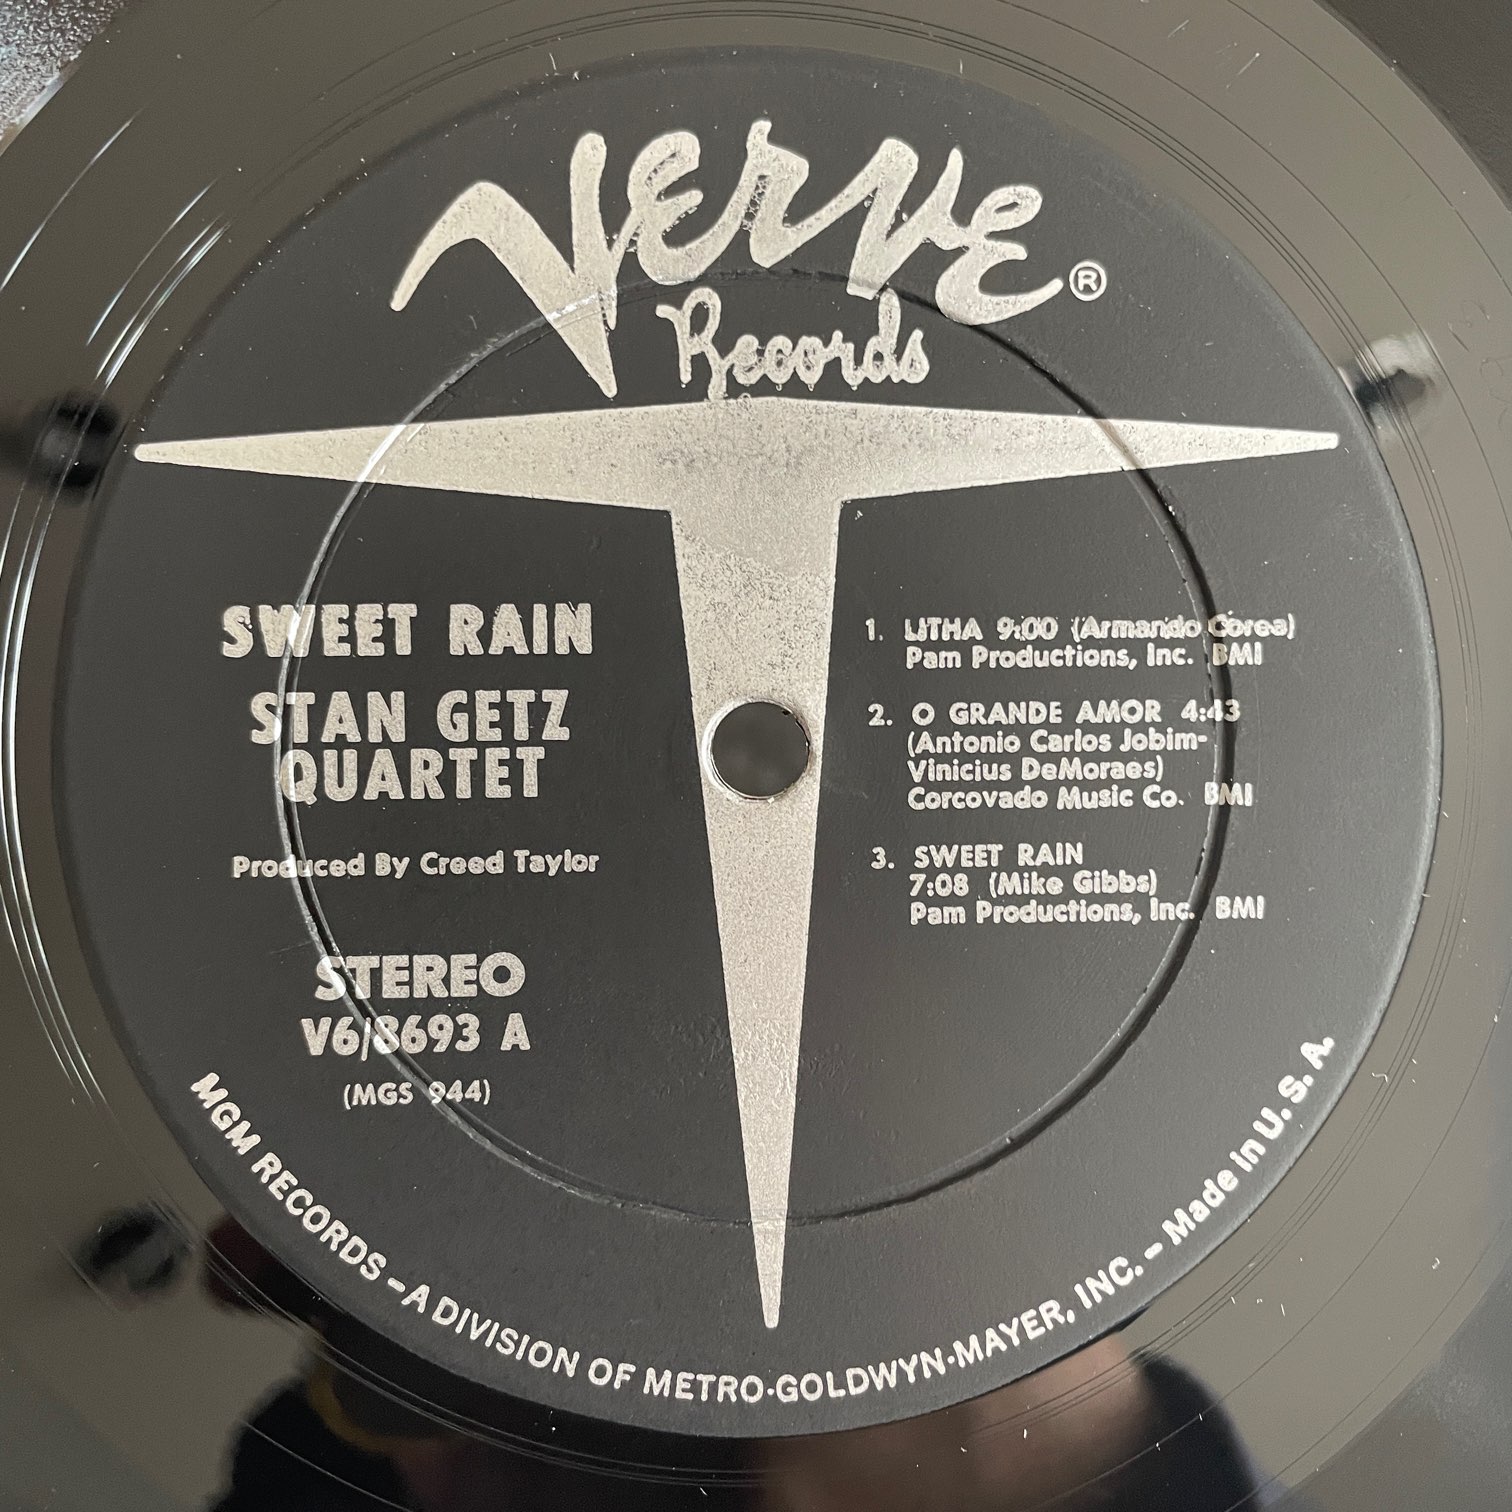 Verve®
Records
SWEET RAIN
STAN GETZ
QUARTET
Produced By Creed Taylor
STEREO
V6/8693 A
(MGS 944)
1. LITHA 9:00 (Armando Corea)
Pam Productions, Inc. BMI
2. O GRANDE AMOR 4:43
(Antonio Carlos Jobim-
Vinicius DeMoraes)
Corcovado Music Co. BMI
3. SWEET RAIN
7:08 (Mike Gibbs)
Pam Productions, Inc. BMI
MGM RECORDS – A DIVISION OF METRO·GOLDWYN·MAYER, INC. – Made in U. S. A.